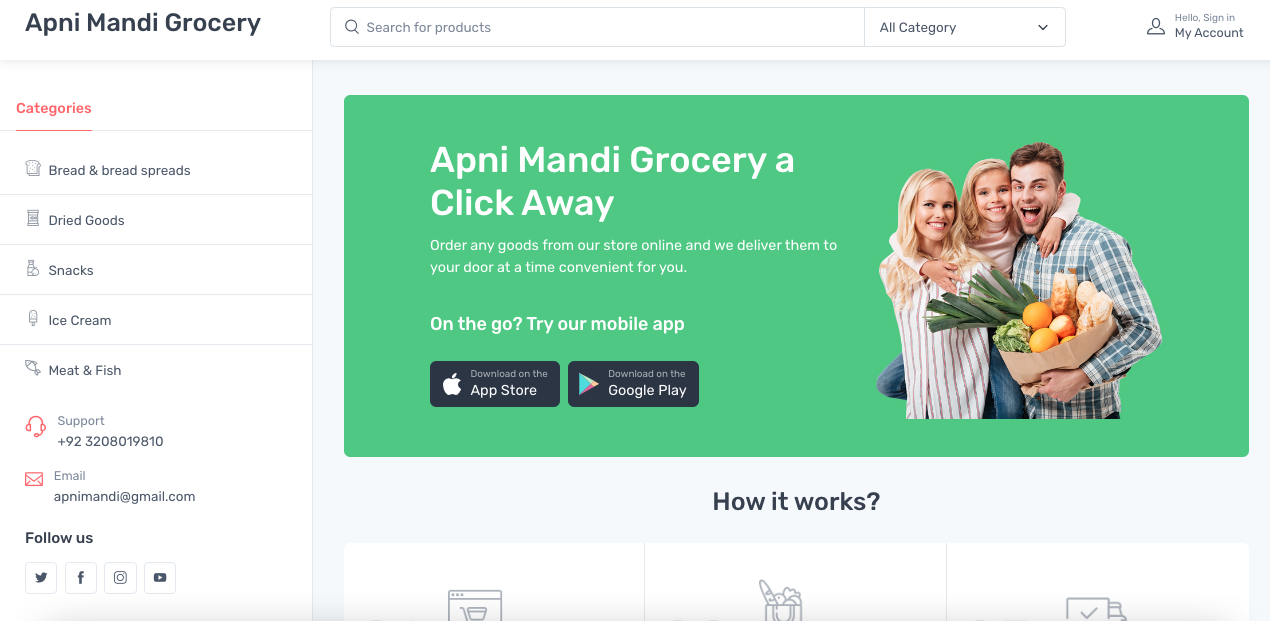 Apni Mandi Grocery
Search for products
All Category
Hello, Sign in
My Account
Categories
Bread & bread spreads
Dried Goods
Snacks
Ice Cream
Meat & Fish
Support
+92 3208019810
Email
apnimandi@gmail.com
Follow us
Apni Mandi Grocery a
Click Away
Order any goods from our store online and we deliver them to
your door at a time convenient for you.
On the go? Try our mobile app
Download on the
App Store
Download on the
Google Play
How it works?